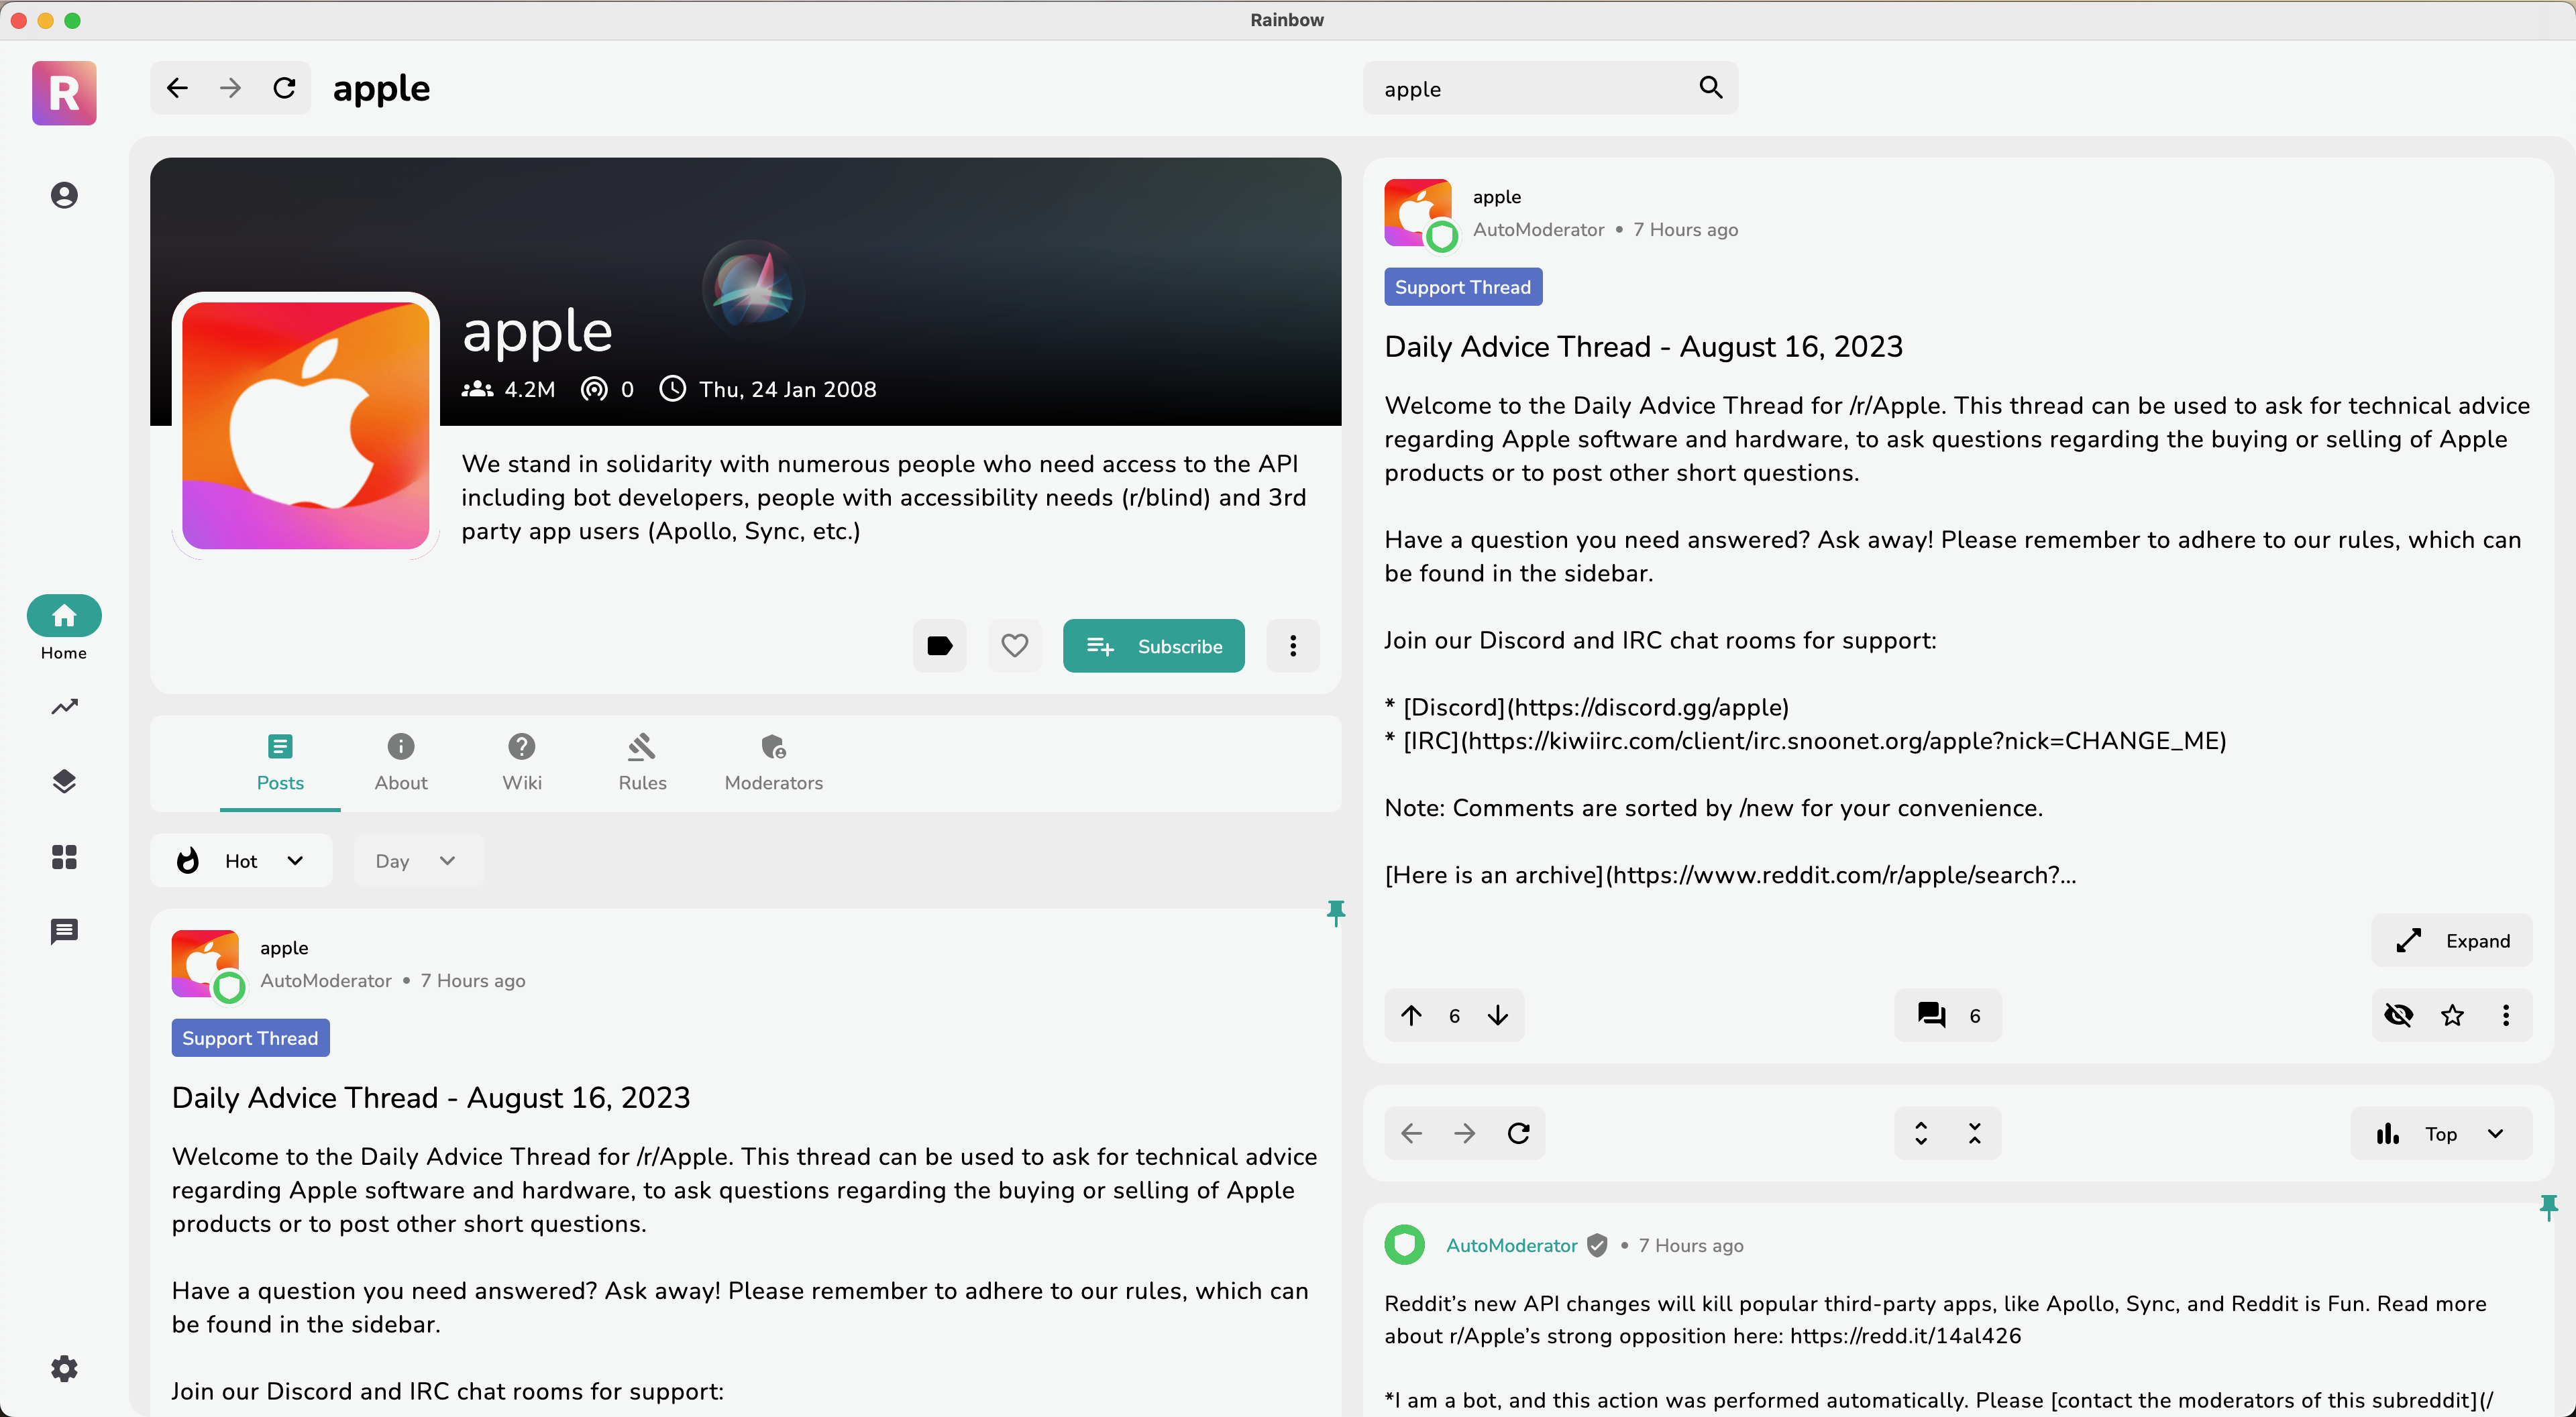 Rainbow
R
apple
apple
apple
4.2M 0 Thu, 24 Jan 2008
We stand in solidarity with numerous people who need access to the API
including bot developers, people with accessibility needs (r/blind) and 3rd
party app users (Apollo, Sync, etc.)
Home
Subscribe
Posts About Wiki Rules Moderators
Hot Day
apple
AutoModerator • 7 Hours ago
Support Thread
Daily Advice Thread - August 16, 2023
Welcome to the Daily Advice Thread for /r/Apple. This thread can be used to ask for technical advice
regarding Apple software and hardware, to ask questions regarding the buying or selling of Apple
products or to post other short questions.
Have a question you need answered? Ask away! Please remember to adhere to our rules, which can
be found in the sidebar.
Join our Discord and IRC chat rooms for support:
apple
AutoModerator • 7 Hours ago
Support Thread
Daily Advice Thread - August 16, 2023
Welcome to the Daily Advice Thread for /r/Apple. This thread can be used to ask for technical advice
regarding Apple software and hardware, to ask questions regarding the buying or selling of Apple
products or to post other short questions.
Have a question you need answered? Ask away! Please remember to adhere to our rules, which can
be found in the sidebar.
Join our Discord and IRC chat rooms for support:
* [Discord](https://discord.gg/apple)
* [IRC](https://kiwiirc.com/client/irc.snoonet.org/apple?nick=CHANGE_ME)
Note: Comments are sorted by /new for your convenience.
[Here is an archive](https://www.reddit.com/r/apple/search?...
Expand
6 6
Top
AutoModerator • 7 Hours ago
Reddit's new API changes will kill popular third-party apps, like Apollo, Sync, and Reddit is Fun. Read more
about r/Apple's strong opposition here: https://redd.it/14al426
*I am a bot, and this action was performed automatically. Please [contact the moderators of this subreddit](/